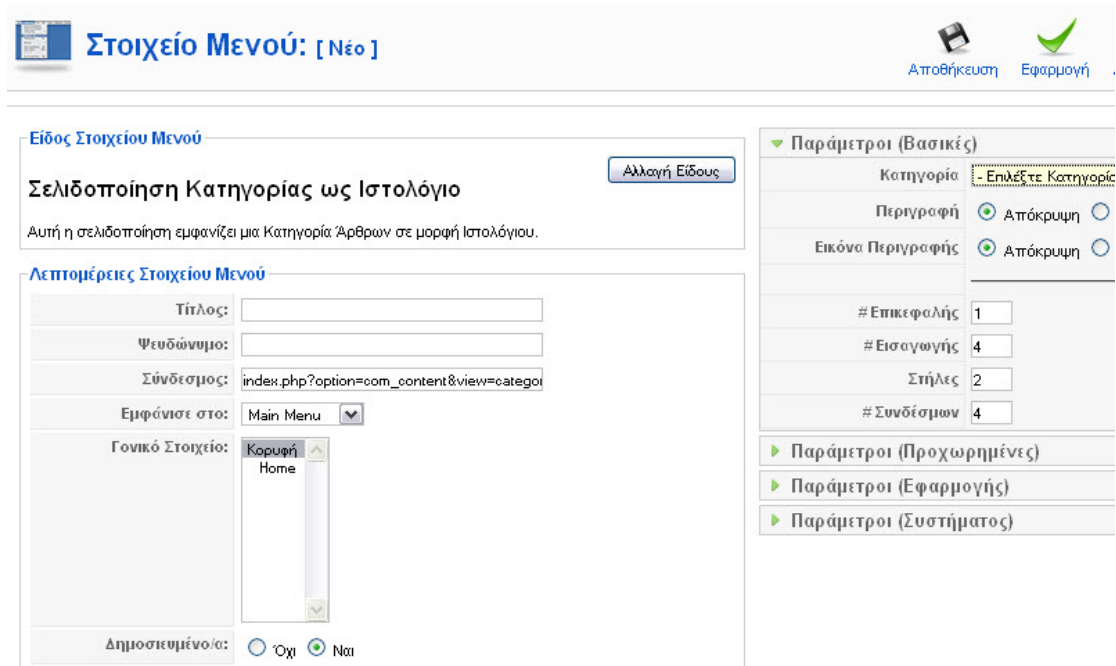 Στοιχείο Μενού: [ Νέο ]
Αποθήκευση
Εφαρμογή
Είδος Στοιχείου Μενού
Αλλαγή Είδους
Σελιδοποίηση Κατηγορίας ως Ιστολόγιο
Αυτή η σελιδοποίηση εμφανίζει μια Κατηγορία Άρθρων σε μορφή Ιστολόγιου.
Λεπτομέρειες Στοιχείου Μενού
Τίτλος:
Ψευδώνυμο:
Σύνδεσμος: index.php?option=com_content&view=categor
Εμφάνισε στο: Main Menu
Γονικό Στοιχείο: Κορυφή
Home
Δημοσιευμένο/α: Όχι Ναι
Παράμετροι (Βασικές)
Κατηγορία - Επιλέξτε Κατηγορία
Περιγραφή Απόκρυψη
Εικόνα Περιγραφής Απόκρυψη
# Επικεφαλής 1
# Εισαγωγής 4
Στήλες 2
# Συνδέσμων 4
Παράμετροι (Προχωρημένες)
Παράμετροι (Εφαρμογής)
Παράμετροι (Συστήματος)